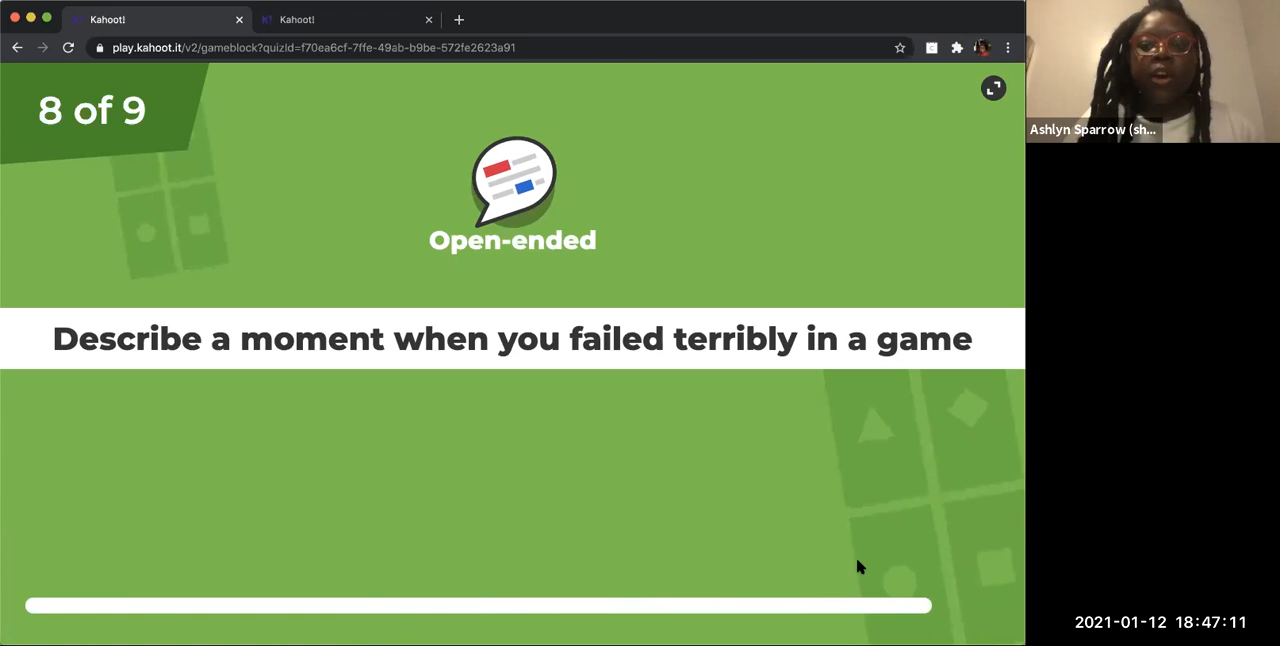 Kahoot!
Kahoot!
play.kahoot.it/v2/gameblock?quizId=f70ea6cf-7ffe-49ab-b9be-572fe2623a91
8 of 9
Open-ended
Describe a moment when you failed terribly in a game
Ashlyn Sparrow (sh...
2021-01-12 18:47:11